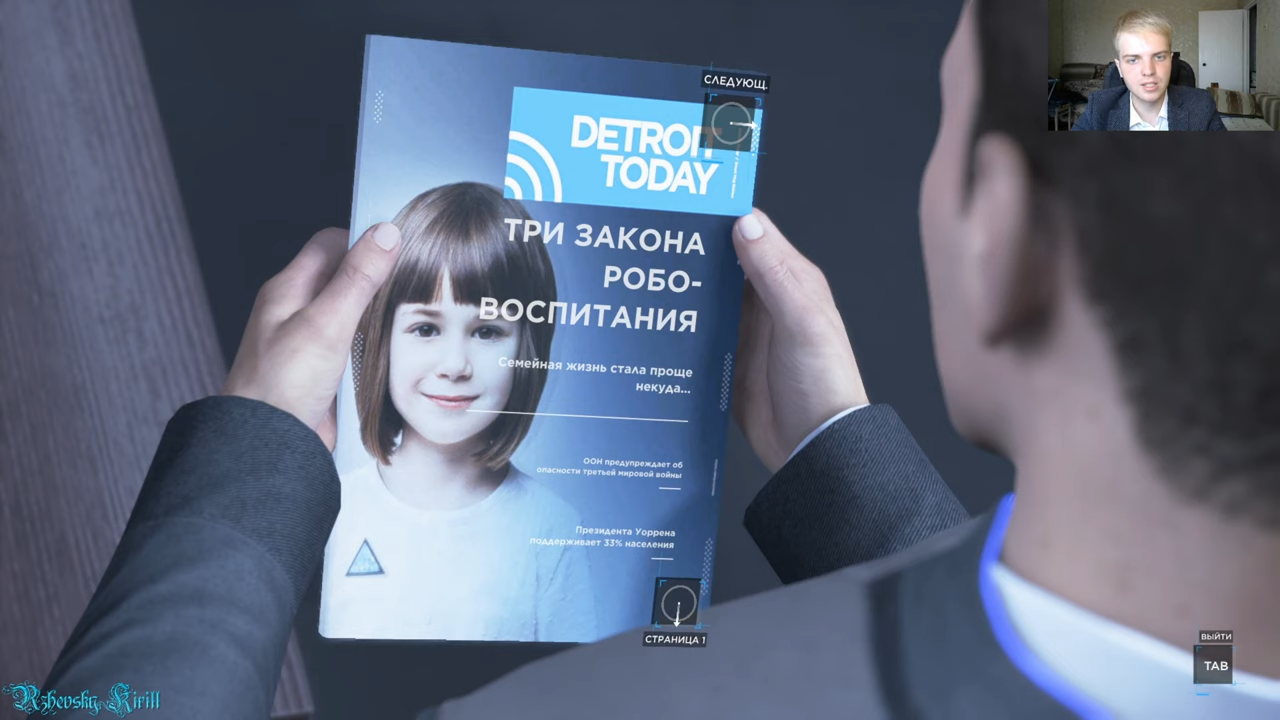 СЛЕДУЮЩ.
DETROIT
TODAY
ТРИ ЗАКОНА
РОБО-
ВОСПИТАНИЯ
Семейная жизнь стала проще
некуда...
ООН предупреждает об
опасности третьей мировой войны
Президента Уоррена
поддерживает 33% населения
СТРАНИЦА 1
ВЫЙТИ
TAB
Rzhevsky Kirill